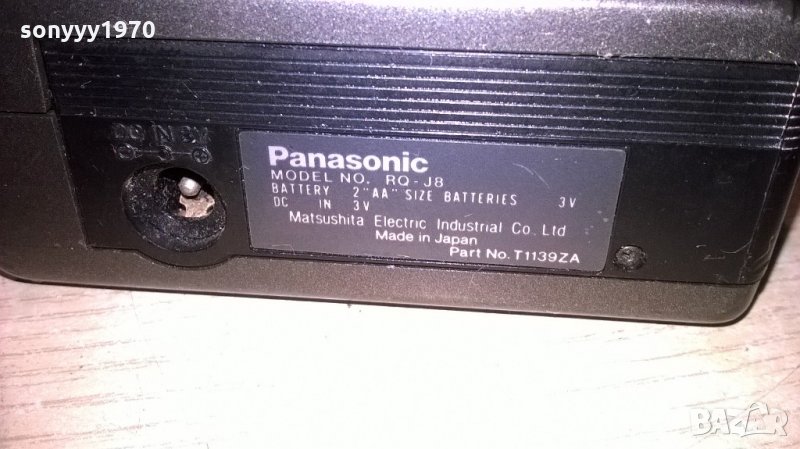 sonyyy1970
DC IN 3V
Panasonic
MODEL NO. RQ-J8
BATTERY 2"AA" SIZE BATTERIES 3V
DC IN 3V
Matsushita Electric Industrial Co. Ltd
Made in Japan
Part No. T1139ZA
BAZAR